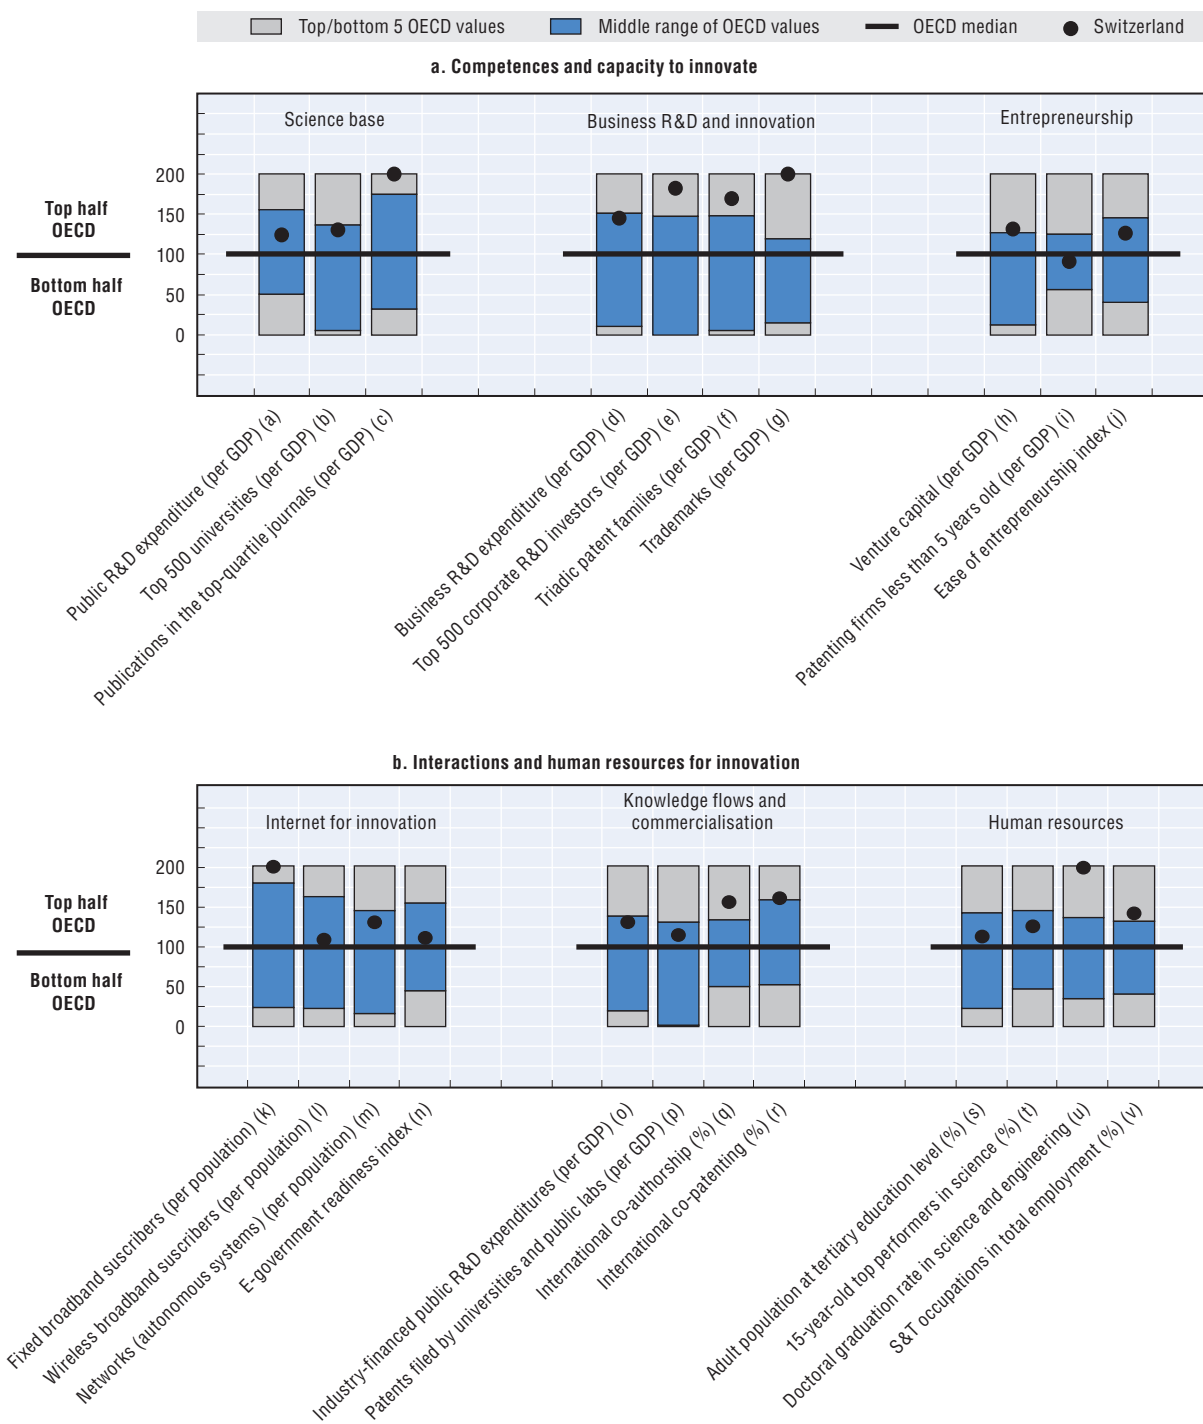 Top/bottom 5 OECD values
Middle range of OECD values
OECD median
Switzerland
a. Competences and capacity to innovate
Science base
Business R&D and innovation
Entrepreneurship
Top half
OECD
Bottom half
OECD
200
150
100
50
0
Public R&D expenditure (per GDP) (a)
Top 500 universities (per GDP) (b)
Publications in the top-quartile journals (per GDP) (c)
Business R&D expenditure (per GDP) (d)
Top 500 corporate R&D investors (per GDP) (e)
Triadic patent families (per GDP) (f)
Trademarks (per GDP) (g)
Venture capital (per GDP) (h)
Patenting firms less than 5 years old (per GDP) (i)
Ease of entrepreneurship index (j)
b. Interactions and human resources for innovation
Internet for innovation
Knowledge flows and
commercialisation
Human resources
Top half
OECD
Bottom half
OECD
200
150
100
50
0
Fixed broadband suscribers (per population) (k)
Wireless broadband suscribers (per population) (l)
Networks (autonomous systems) (per population) (m)
E-government readiness index (n)
Industry-financed public R&D expenditures (per GDP) (o)
Patents filed by universities and public labs (per GDP) (p)
International co-authorship (%) (q)
International co-patenting (%) (r)
Adult population at tertiary education level (%) (s)
15-year-old top performers in science (%) (t)
Doctoral graduation rate in science and engineering (u)
S&T occupations in total employment (%) (v)